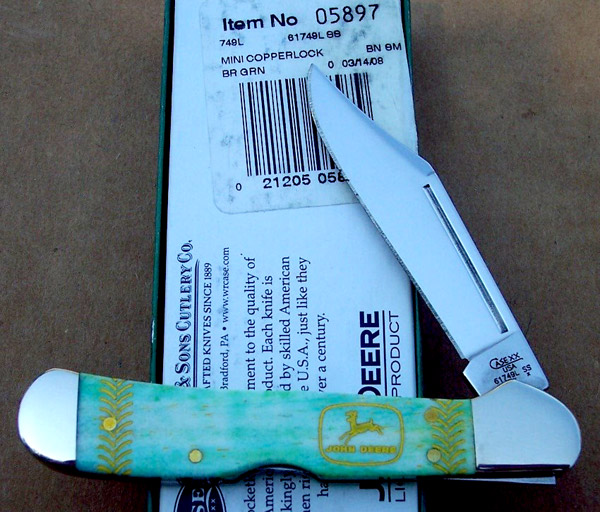 Item No 05897
749L 61749L SS
MINI COPPERLOCK BN SM
BR GRN 0 03/14/08
0 21205 058
& SONS CUTLERY CO.
AFTED KNIVES SINCE 1889
Bradford, PA • www.wrcase.com
ment to the quality of
oduct. Each knife is
d by skilled American
e U.S.A., just like they
er a century.
DEERE
PRODUCT
CASE XX
USA
61749L SS
JOHN DEERE